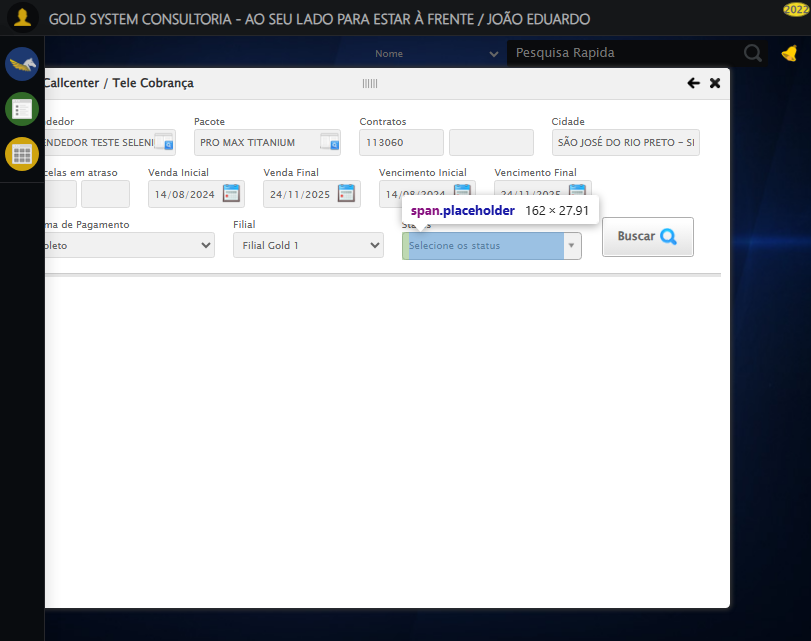 GOLD SYSTEM CONSULTORIA - AO SEU LADO PARA ESTAR À FRENTE / JOÃO EDUARDO
2022
Nome
Pesquisa Rapida
Callcenter / Tele Cobrança
ndedor
Pacote
Contratos
Cidade
ENDEDOR TESTE SELENI
PRO MAX TITANIUM
113060
SÃO JOSÉ DO RIO PRETO - SI
celas em atraso
Venda Inicial
Venda Final
Vencimento Inicial
Vencimento Final
14/08/2024
24/11/2025
14/08/2024
24/11/2025
span.placeholder 162 × 27.91
ma de Pagamento
Filial
Status
oleto
Filial Gold 1
Selecione os status
Buscar